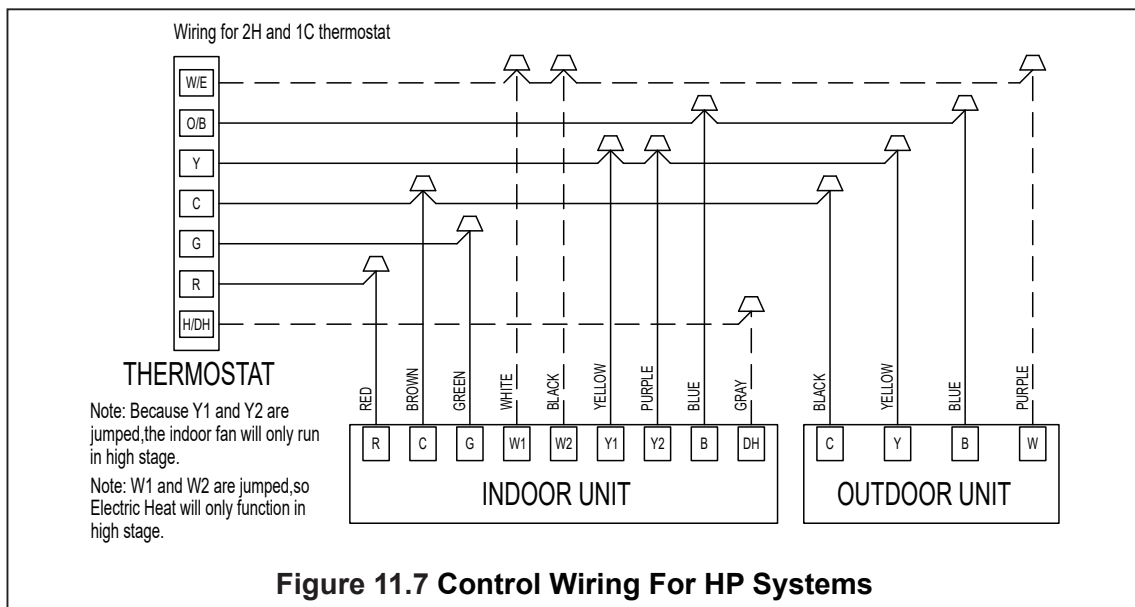 Wiring for 2H and 1C thermostat
W/E
O/B
Y
C
G
R
H/DH
THERMOSTAT
Note: Because Y1 and Y2 are
jumped,the indoor fan will only run
in high stage.
Note: W1 and W2 are jumped,so
Electric Heat will only function in
high stage.
RED
BROWN
GREEN
WHITE
BLACK
YELLOW
PURPLE
BLUE
GRAY
BLACK
YELLOW
BLUE
PURPLE
R C G W1 W2 Y1 Y2 B DH
C Y B W
INDOOR UNIT
OUTDOOR UNIT
Figure 11.7 Control Wiring For HP Systems